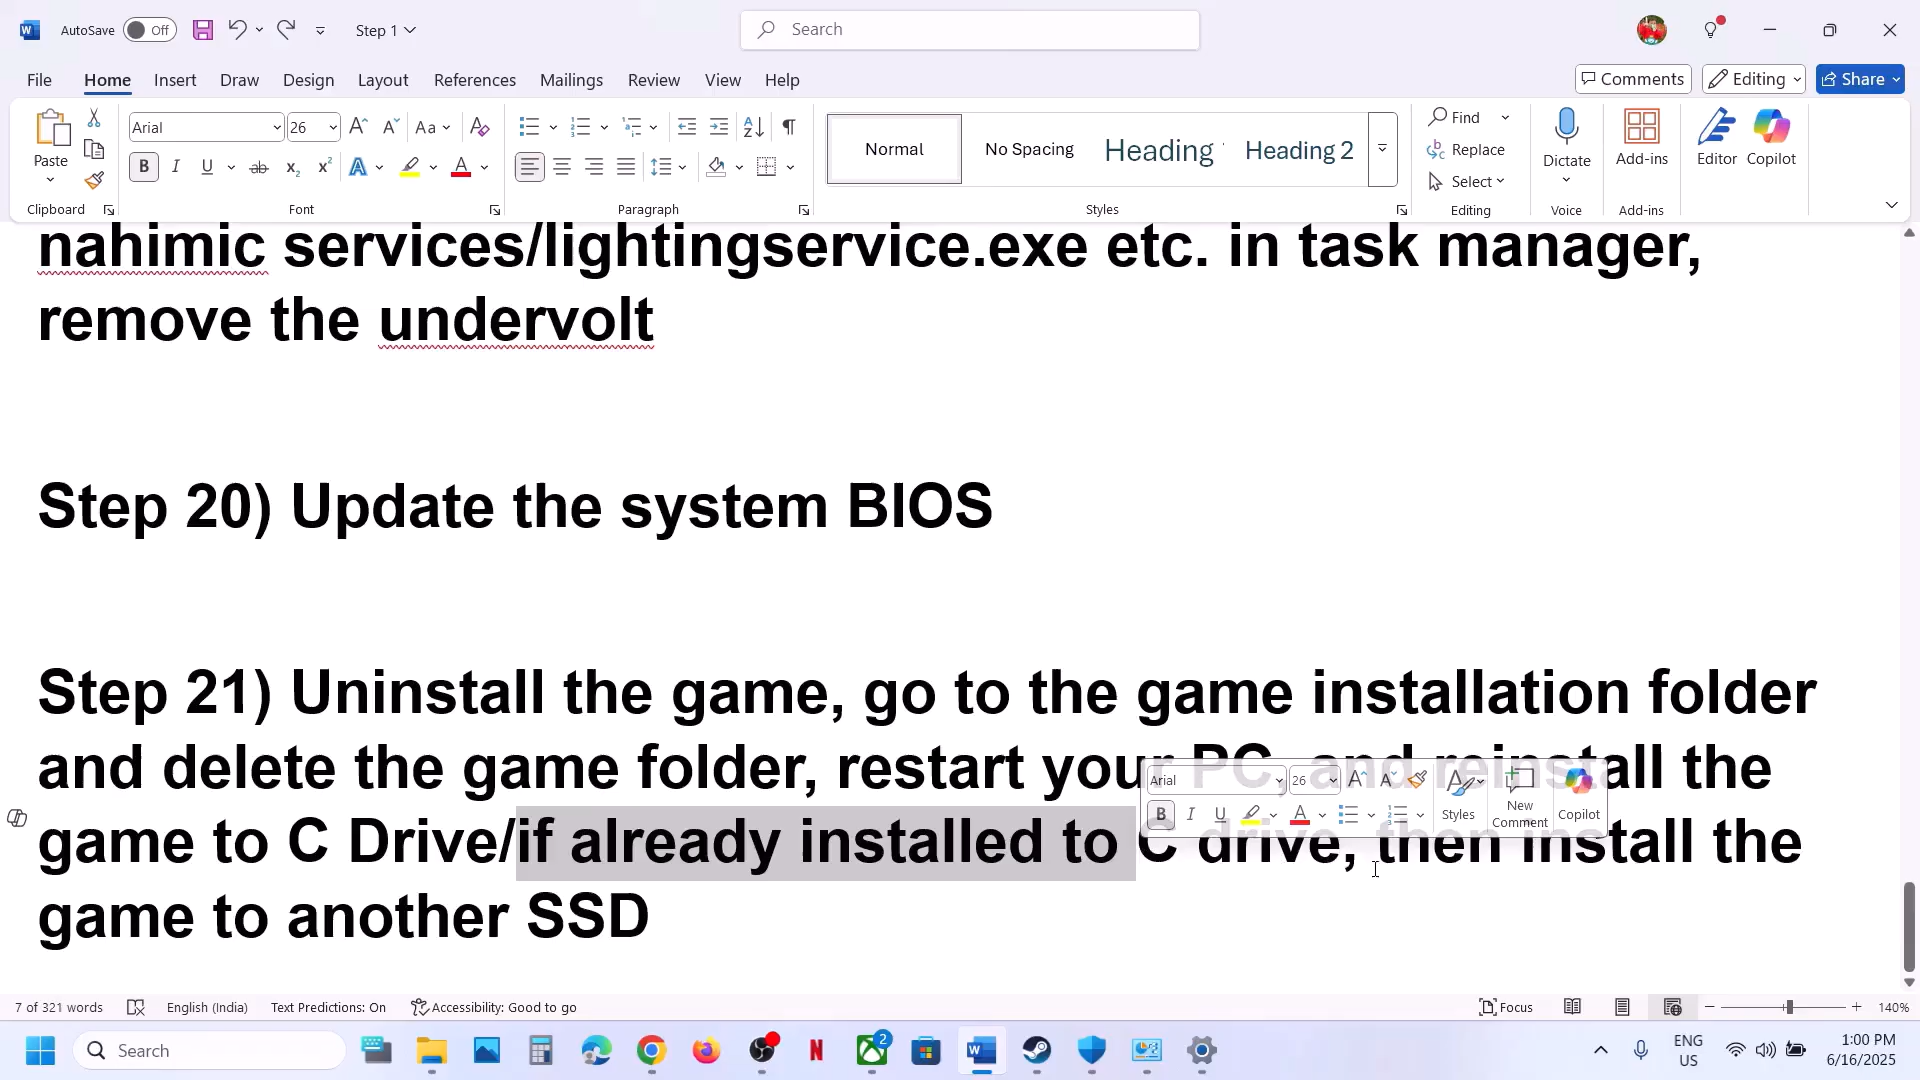 AutoSave Off Step 1 Search
File Home Insert Draw Design Layout References Mailings Review View Help Comments Editing Share
Paste Arial 26 Normal No Spacing Heading Heading 2 Find Replace Select Dictate Add-ins Editor Copilot
Clipboard Font Paragraph Styles Editing Voice Add-ins
nahimic services/lightingservice.exe etc. in task manager,
remove the undervolt
Step 20) Update the system BIOS
Step 21) Uninstall the game, go to the game installation folder
and delete the game folder, restart your PC, and reinstall the
game to C Drive/if already installed to C drive, then install the
game to another SSD
Arial 26
Styles New Comment Copilot
7 of 321 words English (India) Text Predictions: On Accessibility: Good to go Focus 140%
Search 2 ENG US 1:00 PM 6/16/2025